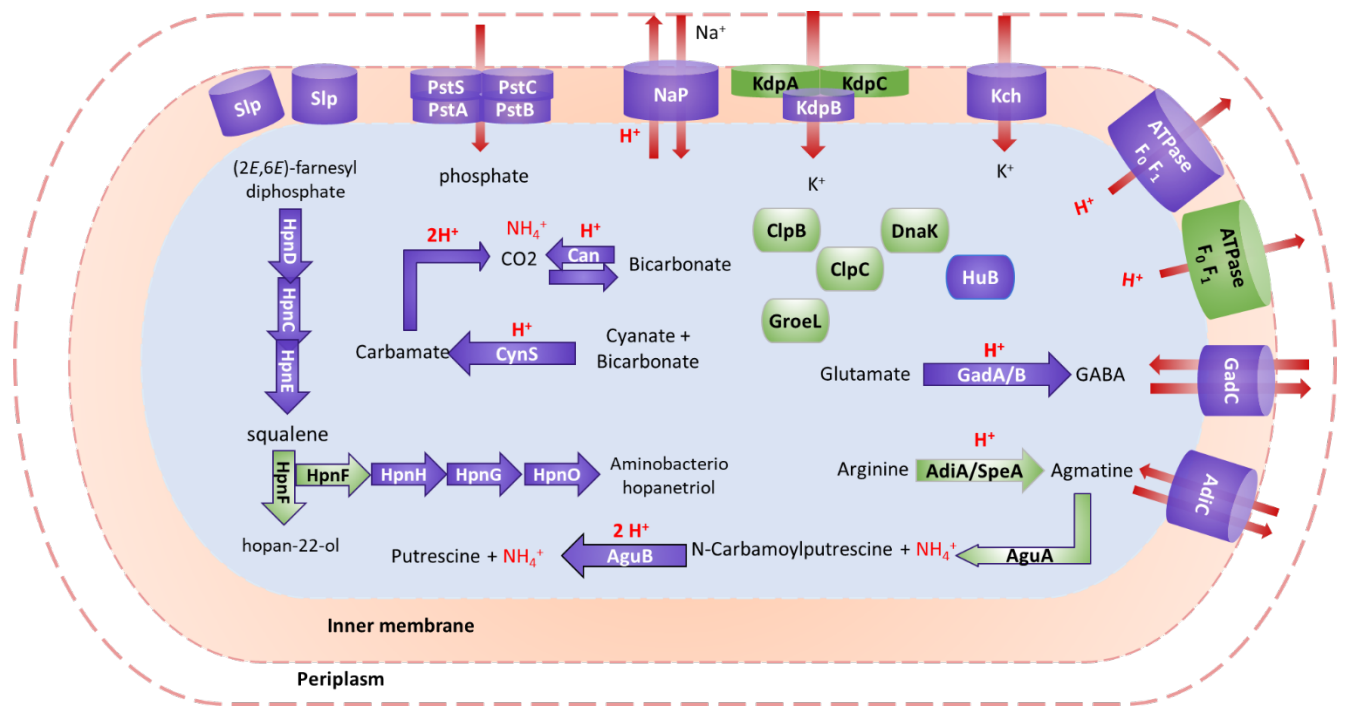 Na⁺
Slp
Slp
PstS
PstC
PstA
PstB
NaP
KdpA
KdpC
KdpB
Kch
H⁺
phosphate
K⁺
K⁺
ATPase
F₀ F₁
H⁺
ATPase
F₀ F₁
H⁺
(2E,6E)-farnesyl
diphosphate
HpnD
HpnC
HpnE
squalene
HpnF
HpnF
HpnH
HpnG
HpnO
Aminobacterio
hopanetriol
hopan-22-ol
2H⁺
NH₄⁺
CO2
H⁺
Can
Bicarbonate
Carbamate
H⁺
CynS
Cyanate +
Bicarbonate
ClpB
DnaK
ClpC
HuB
GroeL
Glutamate
H⁺
GadA/B
GABA
GadC
Arginine
H⁺
AdiA/SpeA
Agmatine
AdiC
Putrescine + NH₄⁺
2 H⁺
AguB
N-Carbamoylputrescine + NH₄⁺
AguA
Inner membrane
Periplasm